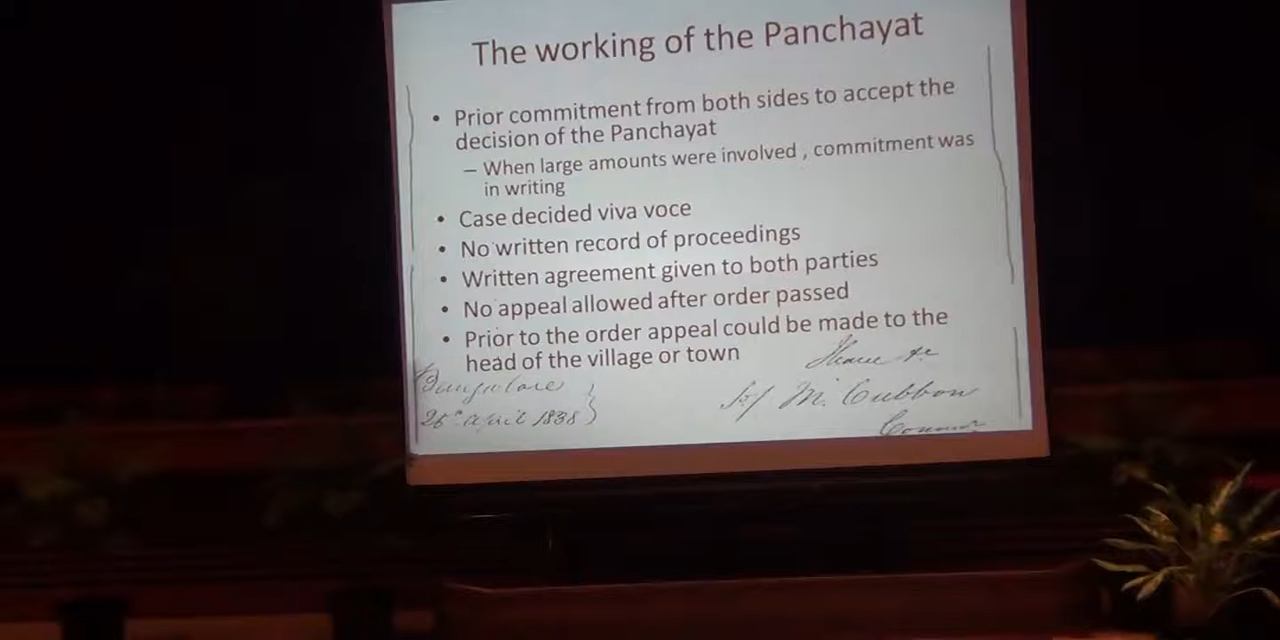 The working of the Panchayat
• Prior commitment from both sides to accept the
decision of the Panchayat
– When large amounts were involved , commitment was
in writing
• Case decided viva voce
• No written record of proceedings
• Written agreement given to both parties
• No appeal allowed after order passed
• Prior to the order appeal could be made to the
head of the village or town
Bangalore
April 1838
M. Cubbon